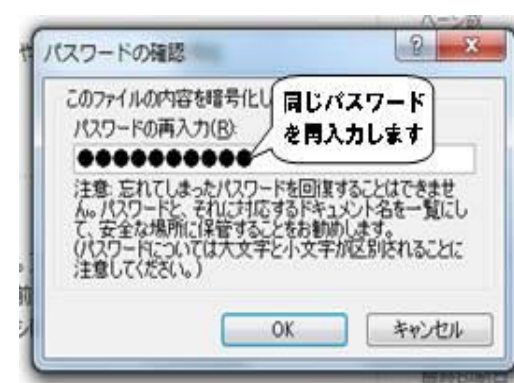 パスワードの確認
このファイルの内容を暗号化し
同じパスワード
を再入力します
パスワードの再入力(R):
●●●●●●●●●●
注意: 忘れてしまったパスワードを回復することはできませ
ん。パスワードと、それに対応するドキュメント名を一覧にし
て、安全な場所に保管することをお勧めします。
(パスワードについては大文字と小文字が区別されることに
注意してください。)
OK
キャンセル